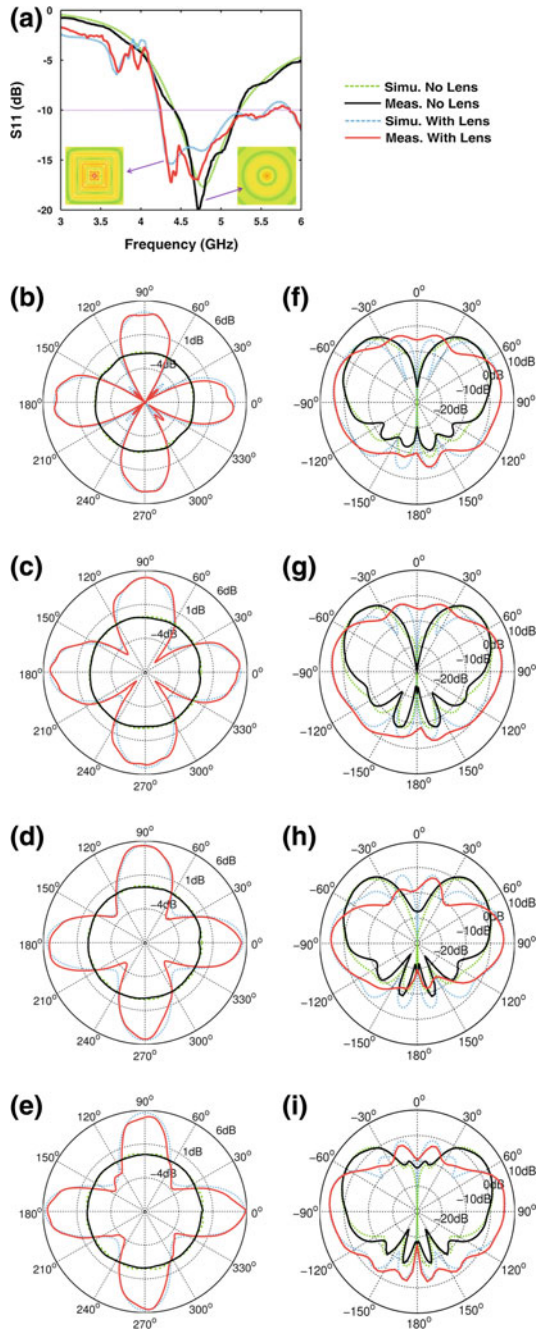 (a)
0
-5
-10
-15
-20
S11 (dB)
3 3.5 4 4.5 5 5.5 6
Frequency (GHz)
Simu. No Lens
Meas. No Lens
Simu. With Lens
Meas. With Lens
(b)
90° 60° 30° 0° 330° 300° 270° 240° 210° 180° 150° 120°
6dB 1dB −4dB
(f)
0° 30° 60° 90° 120° 150° 180° −150° −120° −90° −60° −30°
10dB 0dB −10dB −20dB
(c)
90° 60° 30° 0° 330° 300° 270° 240° 210° 180° 150° 120°
6dB 1dB −4dB
(g)
0° 30° 60° 90° 120° 150° 180° −150° −120° −90° −60° −30°
10dB 0dB −10dB −20dB
(d)
90° 60° 30° 0° 330° 300° 270° 240° 210° 180° 150° 120°
6dB 1dB −4dB
(h)
0° 30° 60° 90° 120° 150° 180° −150° −120° −90° −60° −30°
10dB 0dB −10dB −20dB
(e)
90° 60° 30° 0° 330° 300° 270° 240° 210° 180° 150° 120°
6dB 1dB −4dB
(i)
0° 30° 60° 90° 120° 150° 180° −150° −120° −90° −60° −30°
10dB 0dB −10dB −20dB